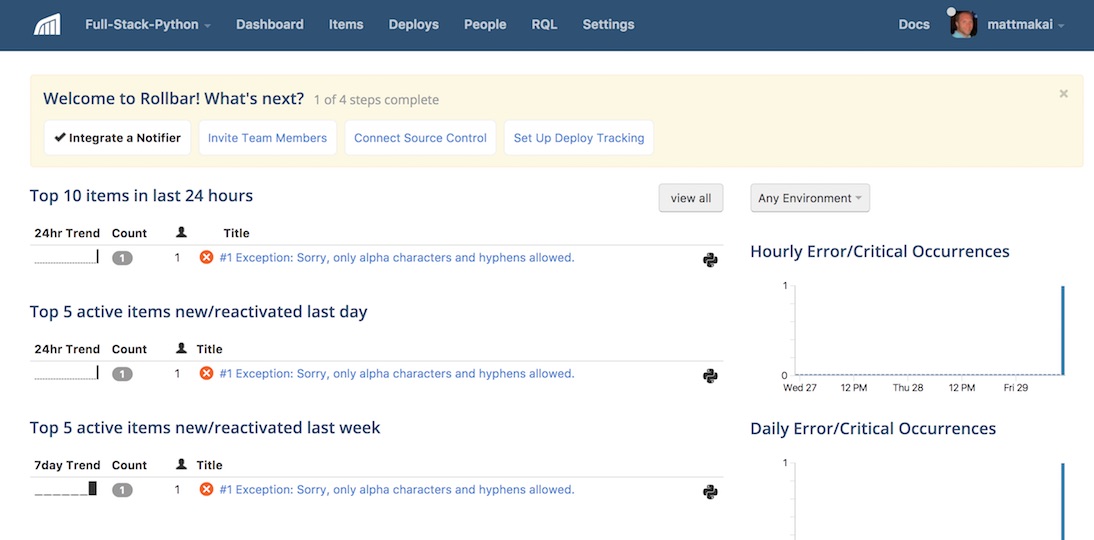 Full-Stack-Python Dashboard Items Deploys People RQL Settings Docs mattmakai
Welcome to Rollbar! What's next? 1 of 4 steps complete ×
Integrate a Notifier Invite Team Members Connect Source Control Set Up Deploy Tracking
Top 10 items in last 24 hours view all
24hr Trend Count Title
1 1 #1 Exception: Sorry, only alpha characters and hyphens allowed.
Top 5 active items new/reactivated last day
24hr Trend Count Title
1 1 #1 Exception: Sorry, only alpha characters and hyphens allowed.
Top 5 active items new/reactivated last week
7day Trend Count Title
1 1 #1 Exception: Sorry, only alpha characters and hyphens allowed.
Any Environment
Hourly Error/Critical Occurrences
1
0
Wed 27 12 PM Thu 28 12 PM Fri 29
Daily Error/Critical Occurrences
1